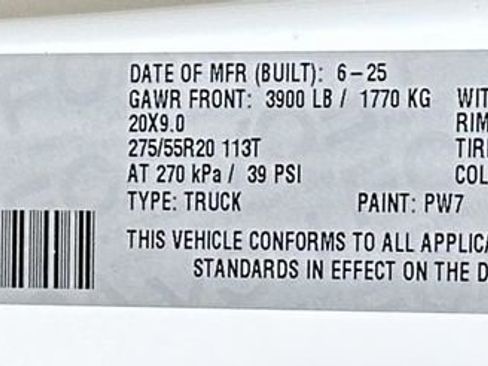 DATE OF MFR (BUILT): 6-25
GAWR FRONT: 3900 LB / 1770 KG WIT
20X9.0 RIM
275/55R20 113T TIR
AT 270 kPa / 39 PSI COL
TYPE: TRUCK PAINT: PW7
THIS VEHICLE CONFORMS TO ALL APPLICA
STANDARDS IN EFFECT ON THE D